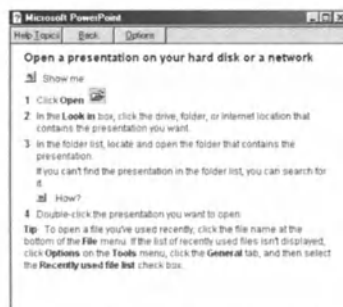 Microsoft PowerPoint
Help Topics Back Options
Open a presentation on your hard disk or a network
Show me
1 Click Open
2 In the Look in box, click the drive, folder, or Internet location that
contains the presentation you want.
3 In the folder list, locate and open the folder that contains the
presentation.
If you can't find the presentation in the folder list, you can search for
it.
How?
4 Double-click the presentation you want to open.
Tip To open a file you've used recently, click the file name at the
bottom of the File menu. If the list of recently used files isn't displayed,
click Options on the Tools menu, click the General tab, and then select
the Recently used file list check box.